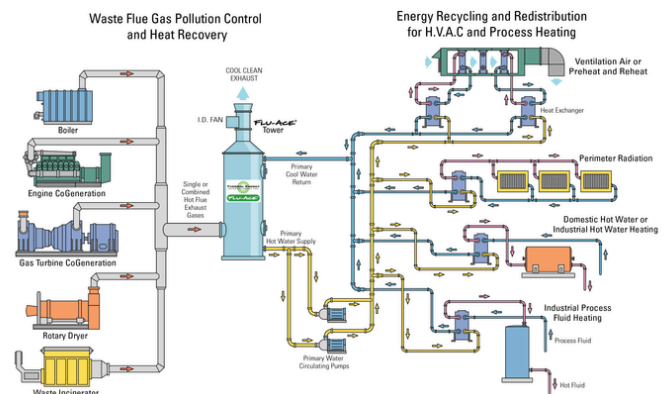 Waste Flue Gas Pollution Control
and Heat Recovery
Energy Recycling and Redistribution
for H.V.A.C and Process Heating
COOL CLEAN
EXHAUST
I.D. FAN
FLU-ACE
Tower
Boiler
Engine CoGeneration
Gas Turbine CoGeneration
Rotary Dryer
Waste Incinerator
Single or
Combined
Hot Flue
Exhaust
Gases
FLU-ACE
Primary
Cool Water
Return
Primary
Hot Water Supply
Primary Water
Circulating Pumps
Ventilation Air or
Preheat and Reheat
Heat Exchanger
Perimeter Radiation
Domestic Hot Water or
Industrial Hot Water Heating
Industrial Process
Fluid Heating
Process Fluid
Hot Fluid